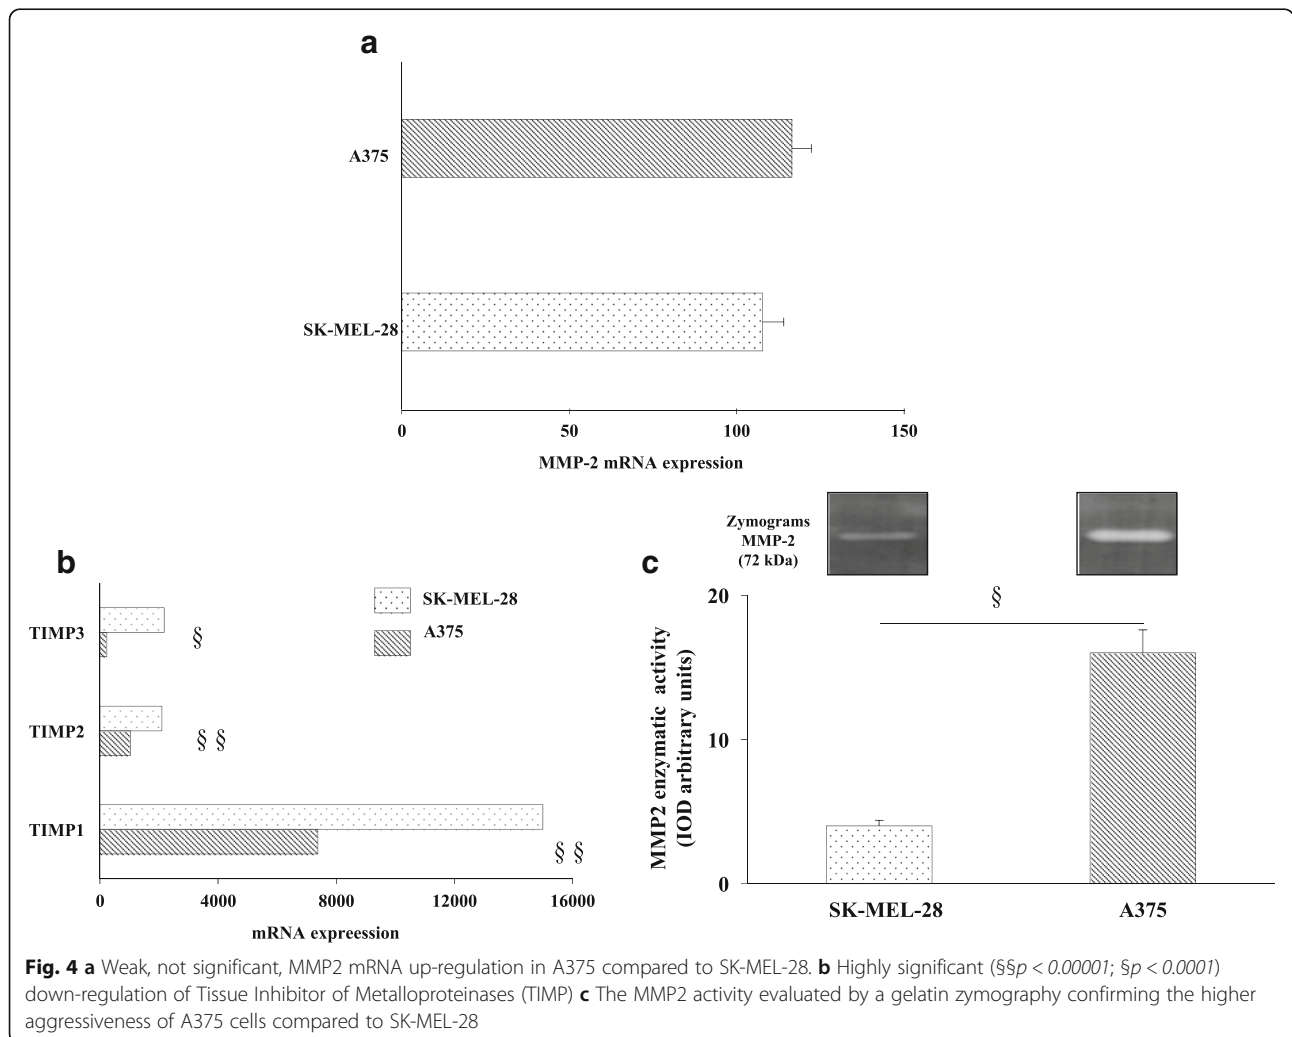 a
A375
SK-MEL-28
0 50 100 150
MMP-2 mRNA expression
b
TIMP3
§
TIMP2
§ §
TIMP1
§ §
SK-MEL-28
A375
0 4000 8000 12000 16000
mRNA expreession
c
Zymograms
MMP-2
(72 kDa)
§
20
10
0
MMP2 enzymatic activity
(IOD arbitrary units)
SK-MEL-28 A375
Fig. 4 a Weak, not significant, MMP2 mRNA up-regulation in A375 compared to SK-MEL-28. b Highly significant (§§p < 0.00001; §p < 0.0001)
down-regulation of Tissue Inhibitor of Metalloproteinases (TIMP) c The MMP2 activity evaluated by a gelatin zymography confirming the higher
aggressiveness of A375 cells compared to SK-MEL-28